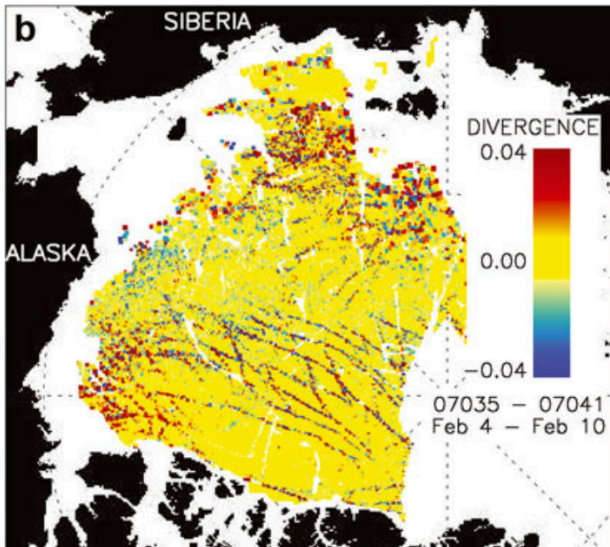 b
SIBERIA
DIVERGENCE
0.04
ALASKA
0.00
−0.04
07035 − 07041
Feb 4 − Feb 10